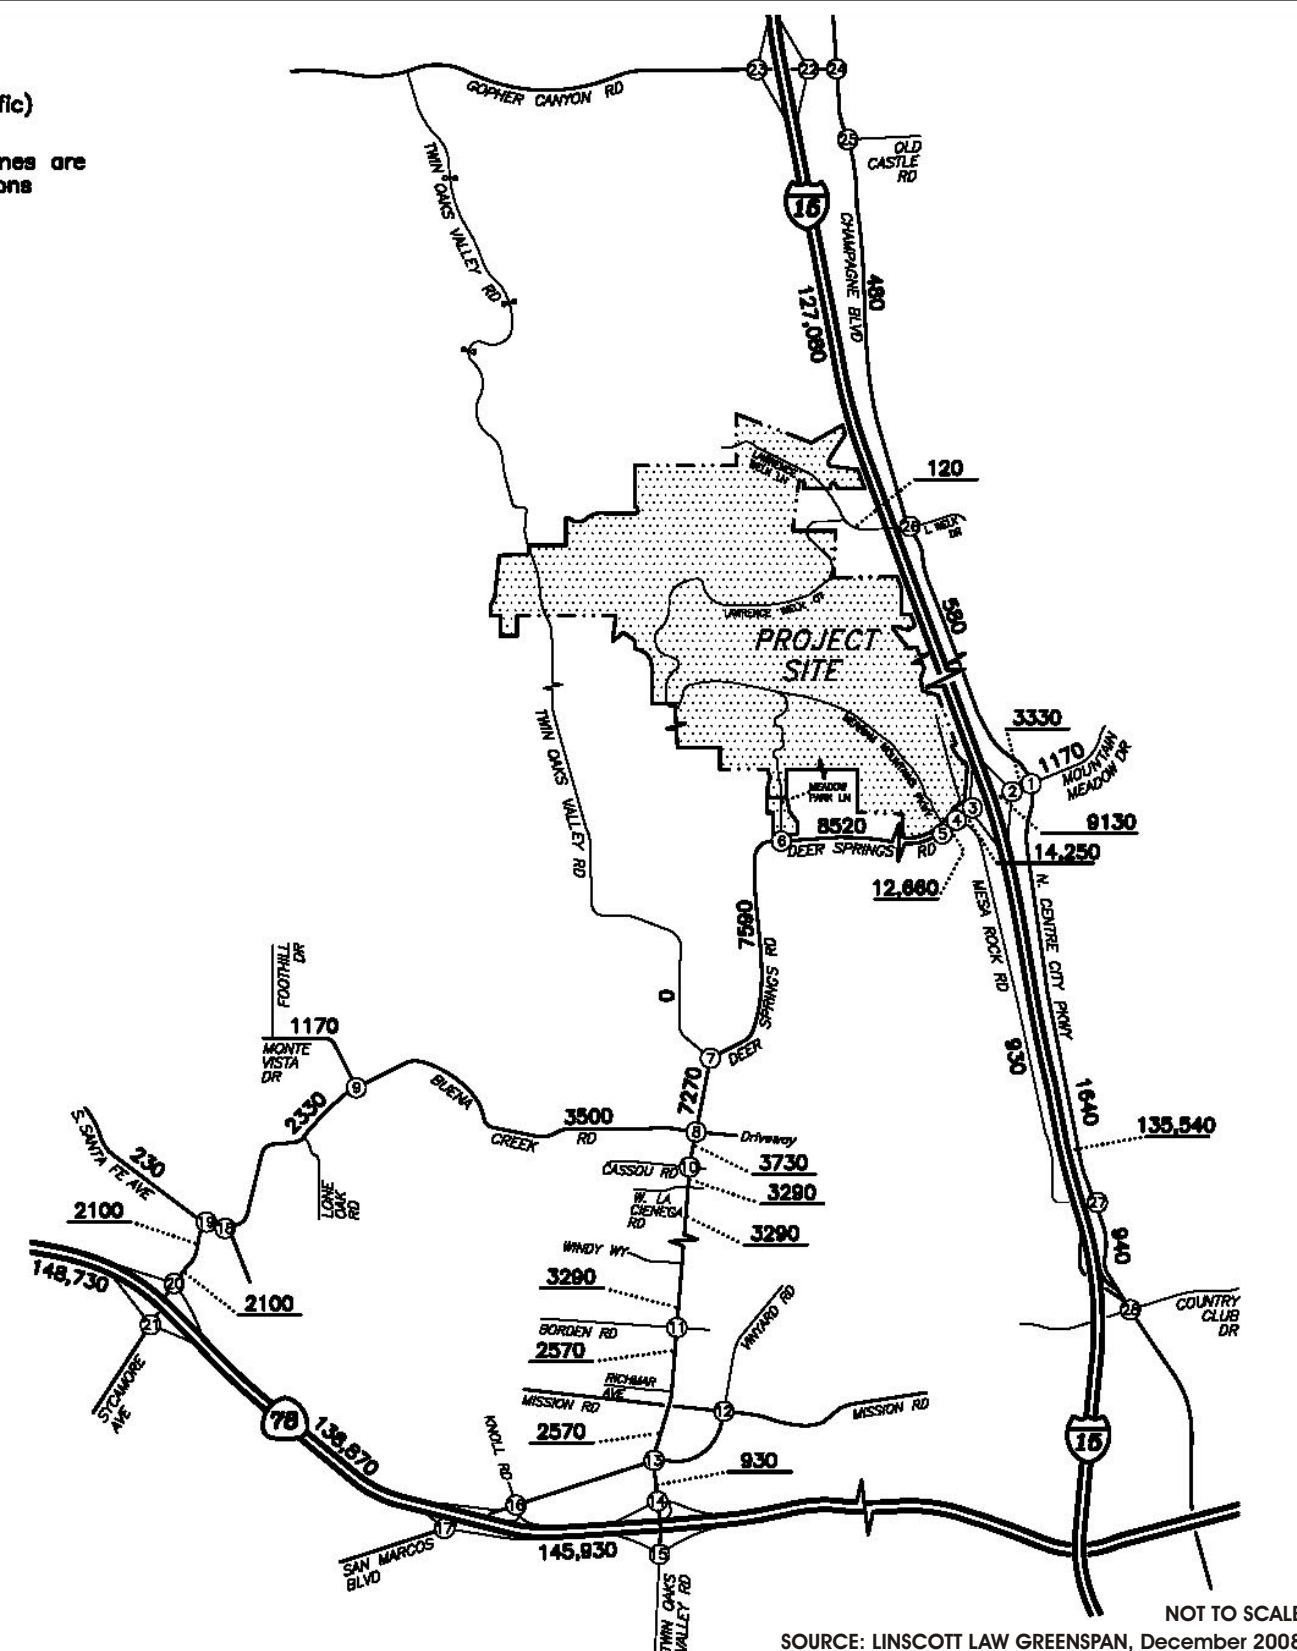 fic)
nes are
ons
23
22
24
GOPHER CANYON RD
25
OLD
CASTLE
RD
TWIN OAKS VALLEY RD
15
CHAMPAGNE BLVD
480
LAWRENCE
WELK LN
120
26
L WELK
DR
580
LAWRENCE WELK CT
PROJECT
SITE
3330
1170
MOUNTAIN
MEADOW DR
TWIN OAKS VALLEY RD
MEADOW
PARK LN
2
1
3
4
5
6
8520
DEER SPRINGS RD
9130
14,250
12,660
MESA ROCK RD
N. CENTRE CITY PKWY
7590
DEER SPRINGS RD
0
FOOTHILL
DR
1170
MONTE
VISTA
DR
9
7
7270
930
1640
BUENA CREEK RD
3500
2330
8
Driveway
135,540
S. SANTA FE AVE
230
CASSOU RD
10
3730
LONE
OAK
RD
W. LA
CIENEGA
RD
3290
27
2100
19
18
3290
WINDY WY
940
148,730
20
3290
2100
VINYARD RD
28
COUNTRY
CLUB
DR
21
BORDEN RD
11
2570
SYCAMORE
AVE
RICHMAR
AVE
MISSION RD
12
MISSION RD
78
KNOLL RD
2570
13
930
15
16
14
17
SAN MARCOS
BLVD
145,930
15
TWIN OAKS
VALLEY RD
NOT TO SCALE
SOURCE: LINSCOTT LAW GREENSPAN, December 2008